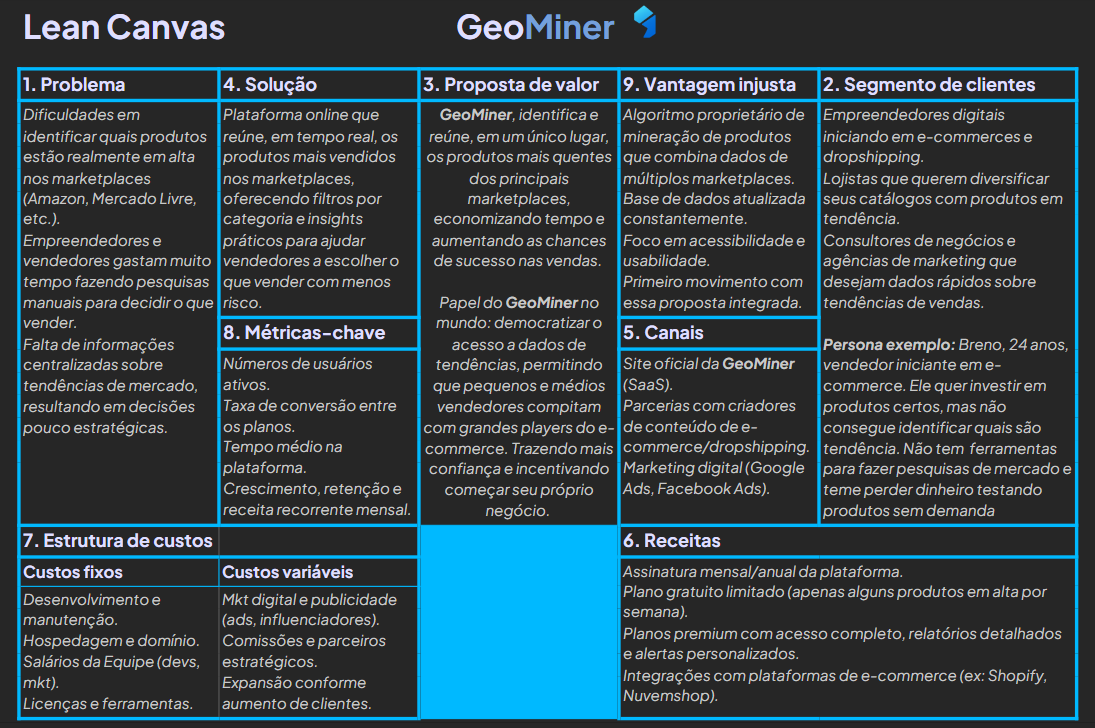 Lean Canvas
GeoMiner
1. Problema
Dificuldades em
identificar quais produtos
estão realmente em alta
nos marketplaces
(Amazon, Mercado Livre,
etc.).
Empreendedores e
vendedores gastam muito
tempo fazendo pesquisas
manuais para decidir o que
vender.
Falta de informações
centralizadas sobre
tendências de mercado,
resultando em decisões
pouco estratégicas.
4. Solução
Plataforma online que
reúne, em tempo real, os
produtos mais vendidos
nos marketplaces,
oferecendo filtros por
categoria e insights
práticos para ajudar
vendedores a escolher o
que vender com menos
risco.
8. Métricas-chave
Números de usuários
ativos.
Taxa de conversão entre
os planos.
Tempo médio na
plataforma.
Crescimento, retenção e
receita recorrente mensal.
3. Proposta de valor
GeoMiner, identifica e
reúne, em um único lugar,
os produtos mais quentes
dos principais
marketplaces,
economizando tempo e
aumentando as chances
de sucesso nas vendas.
Papel do GeoMiner no
mundo: democratizar o
acesso a dados de
tendências, permitindo
que pequenos e médios
vendedores compitam
com grandes players do e-
commerce. Trazendo mais
confiança e incentivando
começar seu próprio
negócio.
9. Vantagem injusta
Algoritmo proprietário de
mineração de produtos
que combina dados de
múltiplos marketplaces.
Base de dados atualizada
constantemente.
Foco em acessibilidade e
usabilidade.
Primeiro movimento com
essa proposta integrada.
5. Canais
Site oficial da GeoMiner
(SaaS).
Parcerias com criadores
de conteúdo de e-
commerce/dropshipping.
Marketing digital (Google
Ads, Facebook Ads).
2. Segmento de clientes
Empreendedores digitais
iniciando em e-commerces e
dropshipping.
Lojistas que querem diversificar
seus catálogos com produtos em
tendência.
Consultores de negócios e
agências de marketing que
desejam dados rápidos sobre
tendências de vendas.
Persona exemplo: Breno, 24 anos,
vendedor iniciante em e-
commerce. Ele quer investir em
produtos certos, mas não
consegue identificar quais são
tendência. Não tem ferramentas
para fazer pesquisas de mercado e
teme perder dinheiro testando
produtos sem demanda
7. Estrutura de custos
Custos fixos
Desenvolvimento e
manutenção.
Hospedagem e domínio.
Salários da Equipe (devs,
mkt).
Licenças e ferramentas.
Custos variáveis
Mkt digital e publicidade
(ads, influenciadores).
Comissões e parceiros
estratégicos.
Expansão conforme
aumento de clientes.
6. Receitas
Assinatura mensal/anual da plataforma.
Plano gratuito limitado (apenas alguns produtos em alta por
semana).
Planos premium com acesso completo, relatórios detalhados
e alertas personalizados.
Integrações com plataformas de e-commerce (ex: Shopify,
Nuvemshop).